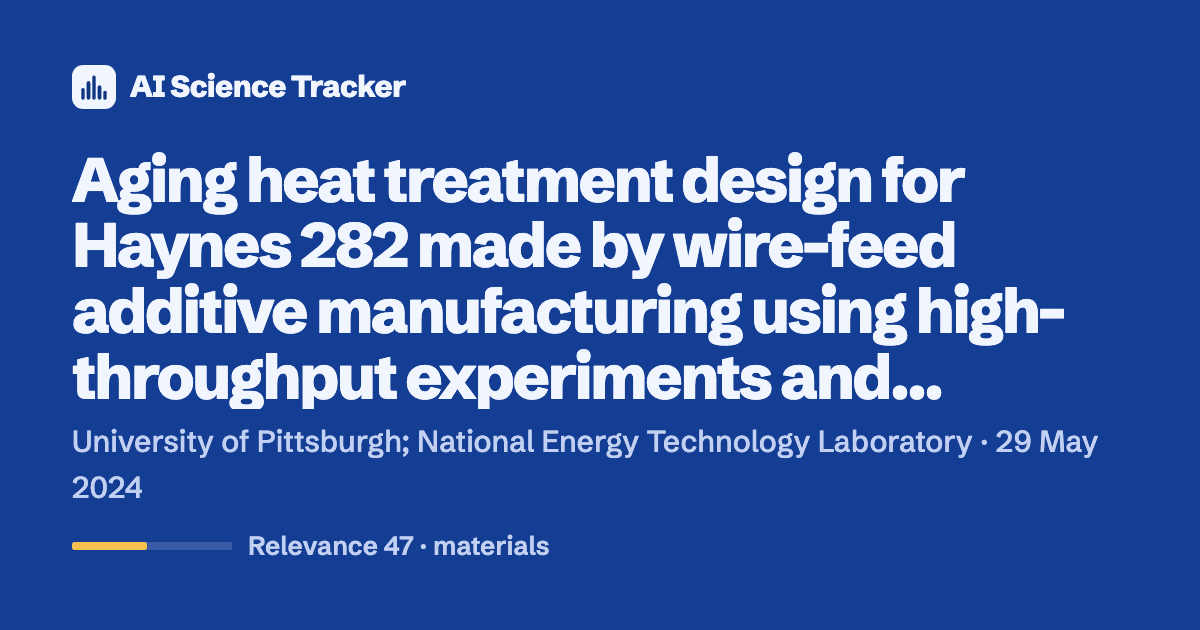 AI Science Tracker
Aging heat treatment design for
Haynes 282 made by wire-feed
additive manufacturing using high-
throughput experiments and...
University of Pittsburgh; National Energy Technology Laboratory · 29 May
2024
Relevance 47 · materials